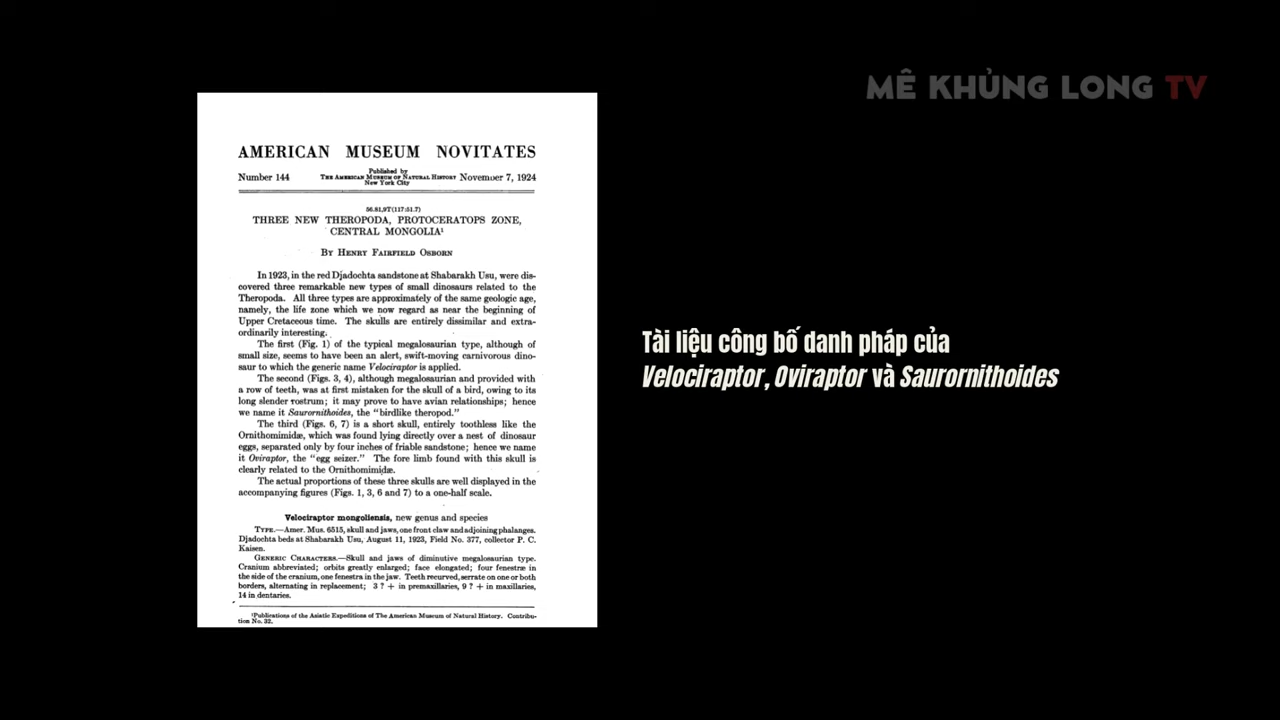 MÊ KHỦNG LONG TV
AMERICAN MUSEUM NOVITATES
Published by
Number 144 THE AMERICAN MUSEUM OF NATURAL HISTORY November 7, 1924
New York City
56.81,9T(117:51.7)
THREE NEW THEROPODA, PROTOCERATOPS ZONE,
CENTRAL MONGOLIA¹
BY HENRY FAIRFIELD OSBORN
In 1923, in the red Djadochta sandstone at Shabarakh Usu, were dis-
covered three remarkable new types of small dinosaurs related to the
Theropoda. All three types are approximately of the same geologic age,
namely, the life zone which we now regard as near the beginning of
Upper Cretaceous time. The skulls are entirely dissimilar and extra-
ordinarily interesting.
The first (Fig. 1) of the typical megalosaurian type, although of
small size, seems to have been an alert, swift-moving carnivorous dino-
saur to which the generic name Velociraptor is applied.
The second (Figs. 3, 4), although megalosaurian and provided with
a row of teeth, was at first mistaken for the skull of a bird, owing to its
long slender rostrum; it may prove to have avian relationships; hence
we name it Saurornithoides, the “birdlike theropod.”
The third (Figs. 6, 7) is a short skull, entirely toothless like the
Ornithomimidæ, which was found lying directly over a nest of dinosaur
eggs, separated only by four inches of friable sandstone; hence we name
it Oviraptor, the “egg seizer.” The fore limb found with this skull is
clearly related to the Ornithomimidæ.
The actual proportions of these three skulls are well displayed in the
accompanying figures (Figs. 1, 3, 6 and 7) to a one-half scale.
Velociraptor mongoliensis, new genus and species
TYPE.—Amer. Mus. 6515, skull and jaws, one front claw and adjoining phalanges.
Djadochta beds at Shabarakh Usu, August 11, 1923, Field No. 377, collector P. C.
Kaisen.
GENERIC CHARACTERS.—Skull and jaws of diminutive megalosaurian type.
Cranium abbreviated; orbits greatly enlarged; face elongated; four fenestræ in
the side of the cranium, one fenestra in the jaw. Teeth recurved, serrate on one or both
borders, alternating in replacement; 3 ? + in premaxillaries, 9 ? + in maxillaries,
14 in dentaries.
¹Publications of the Asiatic Expeditions of The American Museum of Natural History. Contribu-
tion No. 32.
Tài liệu công bố danh pháp của
Velociraptor, Oviraptor và Saurornithoides